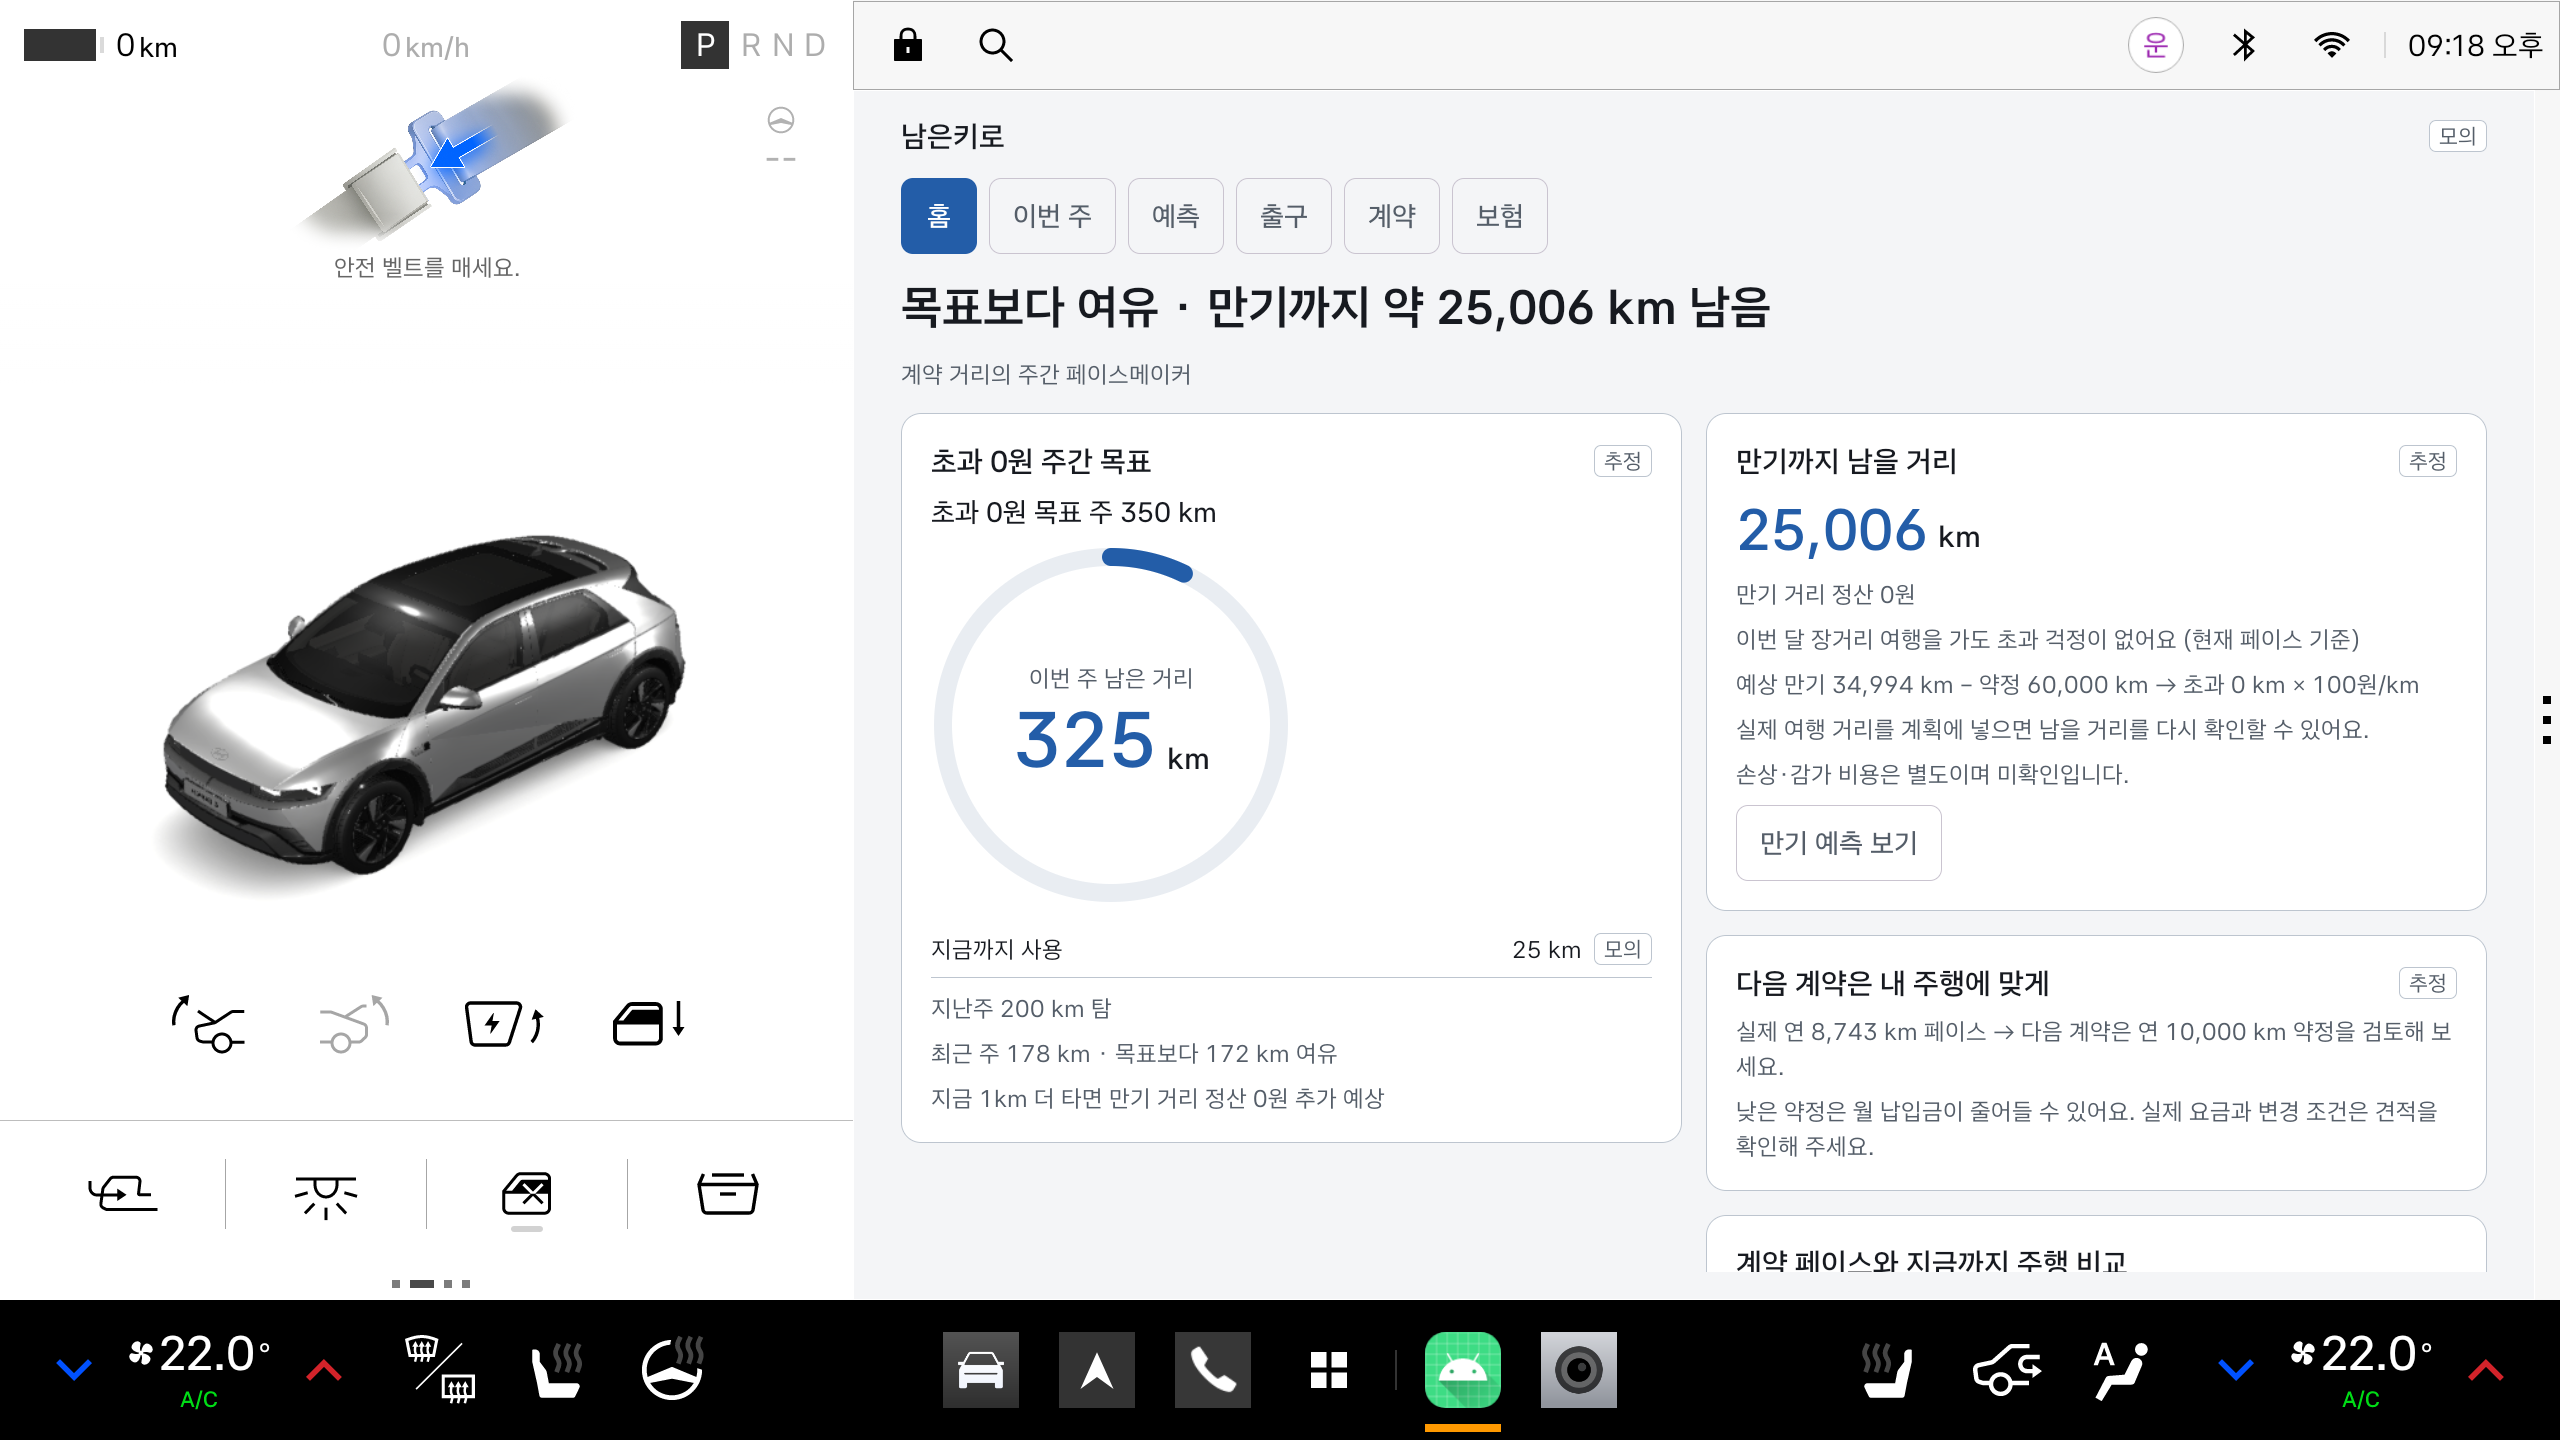 0 km
0 km/h
P R N D
09:18 오후
운
안전 벨트를 매세요.
남은키로
모의
홈
이번 주
예측
출구
계약
보험
목표보다 여유 · 만기까지 약 25,006 km 남음
계약 거리의 주간 페이스메이커
초과 0원 주간 목표
추정
초과 0원 목표 주 350 km
이번 주 남은 거리
325 km
지금까지 사용
25 km
모의
지난주 200 km 탐
최근 주 178 km · 목표보다 172 km 여유
지금 1km 더 타면 만기 거리 정산 0원 추가 예상
만기까지 남을 거리
추정
25,006 km
만기 거리 정산 0원
이번 달 장거리 여행을 가도 초과 걱정이 없어요 (현재 페이스 기준)
예상 만기 34,994 km – 약정 60,000 km → 초과 0 km × 100원/km
실제 여행 거리를 계획에 넣으면 남을 거리를 다시 확인할 수 있어요.
손상·감가 비용은 별도이며 미확인입니다.
만기 예측 보기
다음 계약은 내 주행에 맞게
추정
실제 연 8,743 km 페이스 → 다음 계약은 연 10,000 km 약정을 검토해 보
세요.
낮은 약정은 월 납입금이 줄어들 수 있어요. 실제 요금과 변경 조건은 견적을
확인해 주세요.
계약 페이스와 지금까지 주행 비교
22.0°
A/C
A
22.0°
A/C